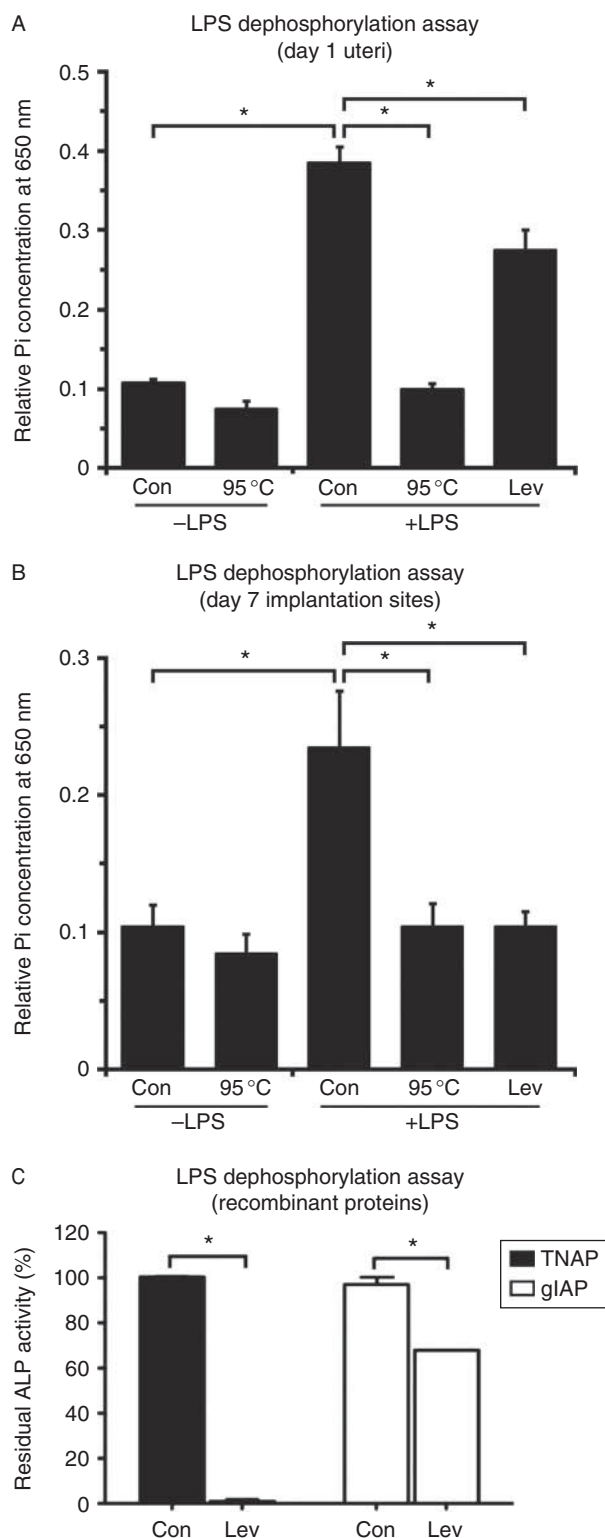 A
LPS dephosphorylation assay
(day 1 uteri)
Relative Pi concentration at 650 nm
0.5
0.4
0.3
0.2
0.1
0
* * *
Con 95 °C Con 95 °C Lev
–LPS +LPS
B
LPS dephosphorylation assay
(day 7 implantation sites)
Relative Pi concentration at 650 nm
0.3
0.2
0.1
0
* * *
Con 95 °C Con 95 °C Lev
–LPS +LPS
C
LPS dephosphorylation assay
(recombinant proteins)
Residual ALP activity (%)
120
100
80
60
40
20
0
* *
TNAP
gIAP
Con Lev Con Lev